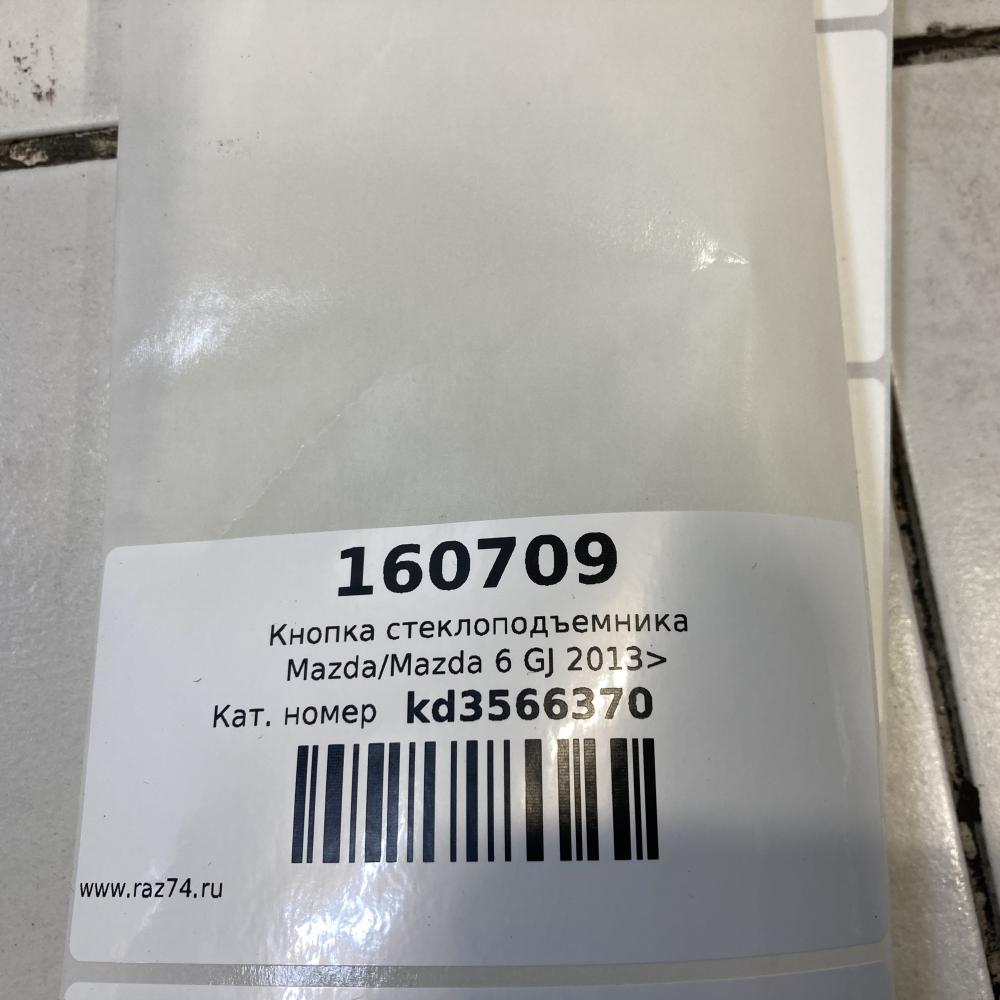 160709
Кнопка стеклоподъемника
Mazda/Mazda 6 GJ 2013>
Кат. номер kd3566370
www.raz74.ru